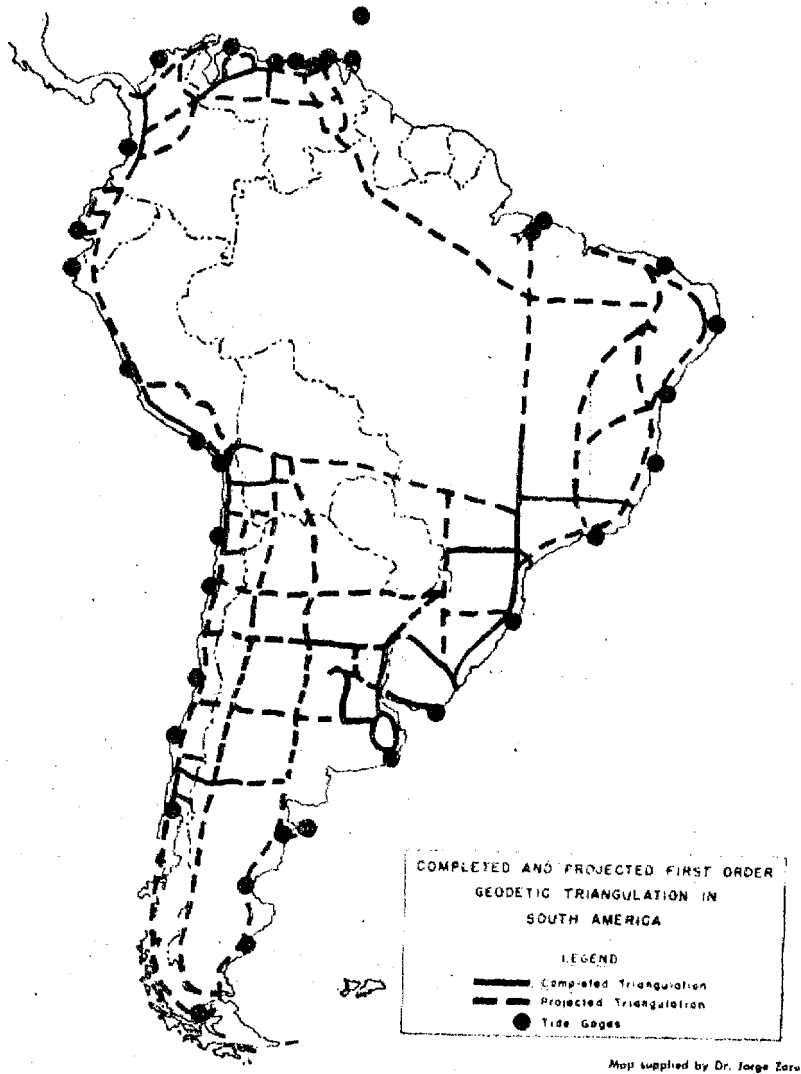 COMPLETED AND PROJECTED FIRST ORDER
GEODETIC TRIANGULATION IN
SOUTH AMERICA
LEGEND
Completed Triangulation
Projected Triangulation
Tide Gages
Map supplied by Dr. Jorge Zaru